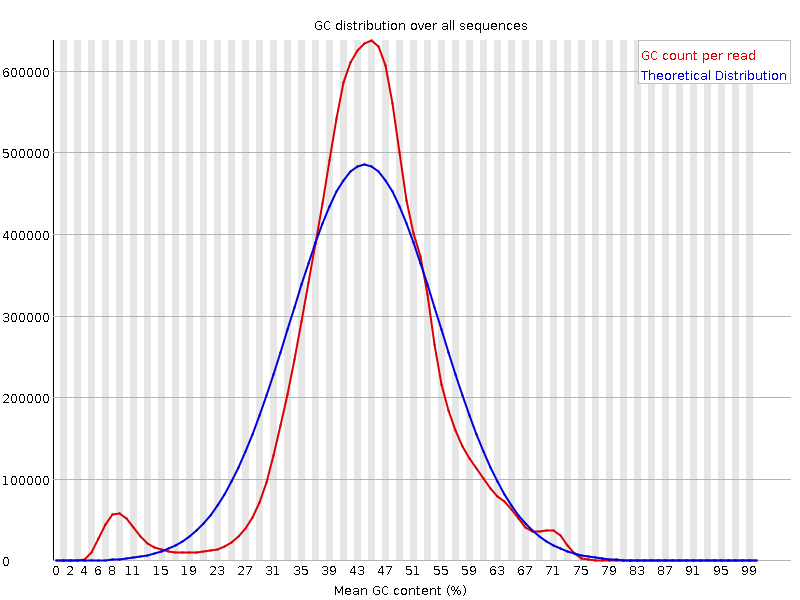 GC distribution over all sequences
GC count per read
Theoretical Distribution
600000
500000
400000
300000
200000
100000
0
0 2 4 6 8 11 15 19 23 27 31 35 39 43 47 51 55 59 63 67 71 75 79 83 87 91 95 99
Mean GC content (%)